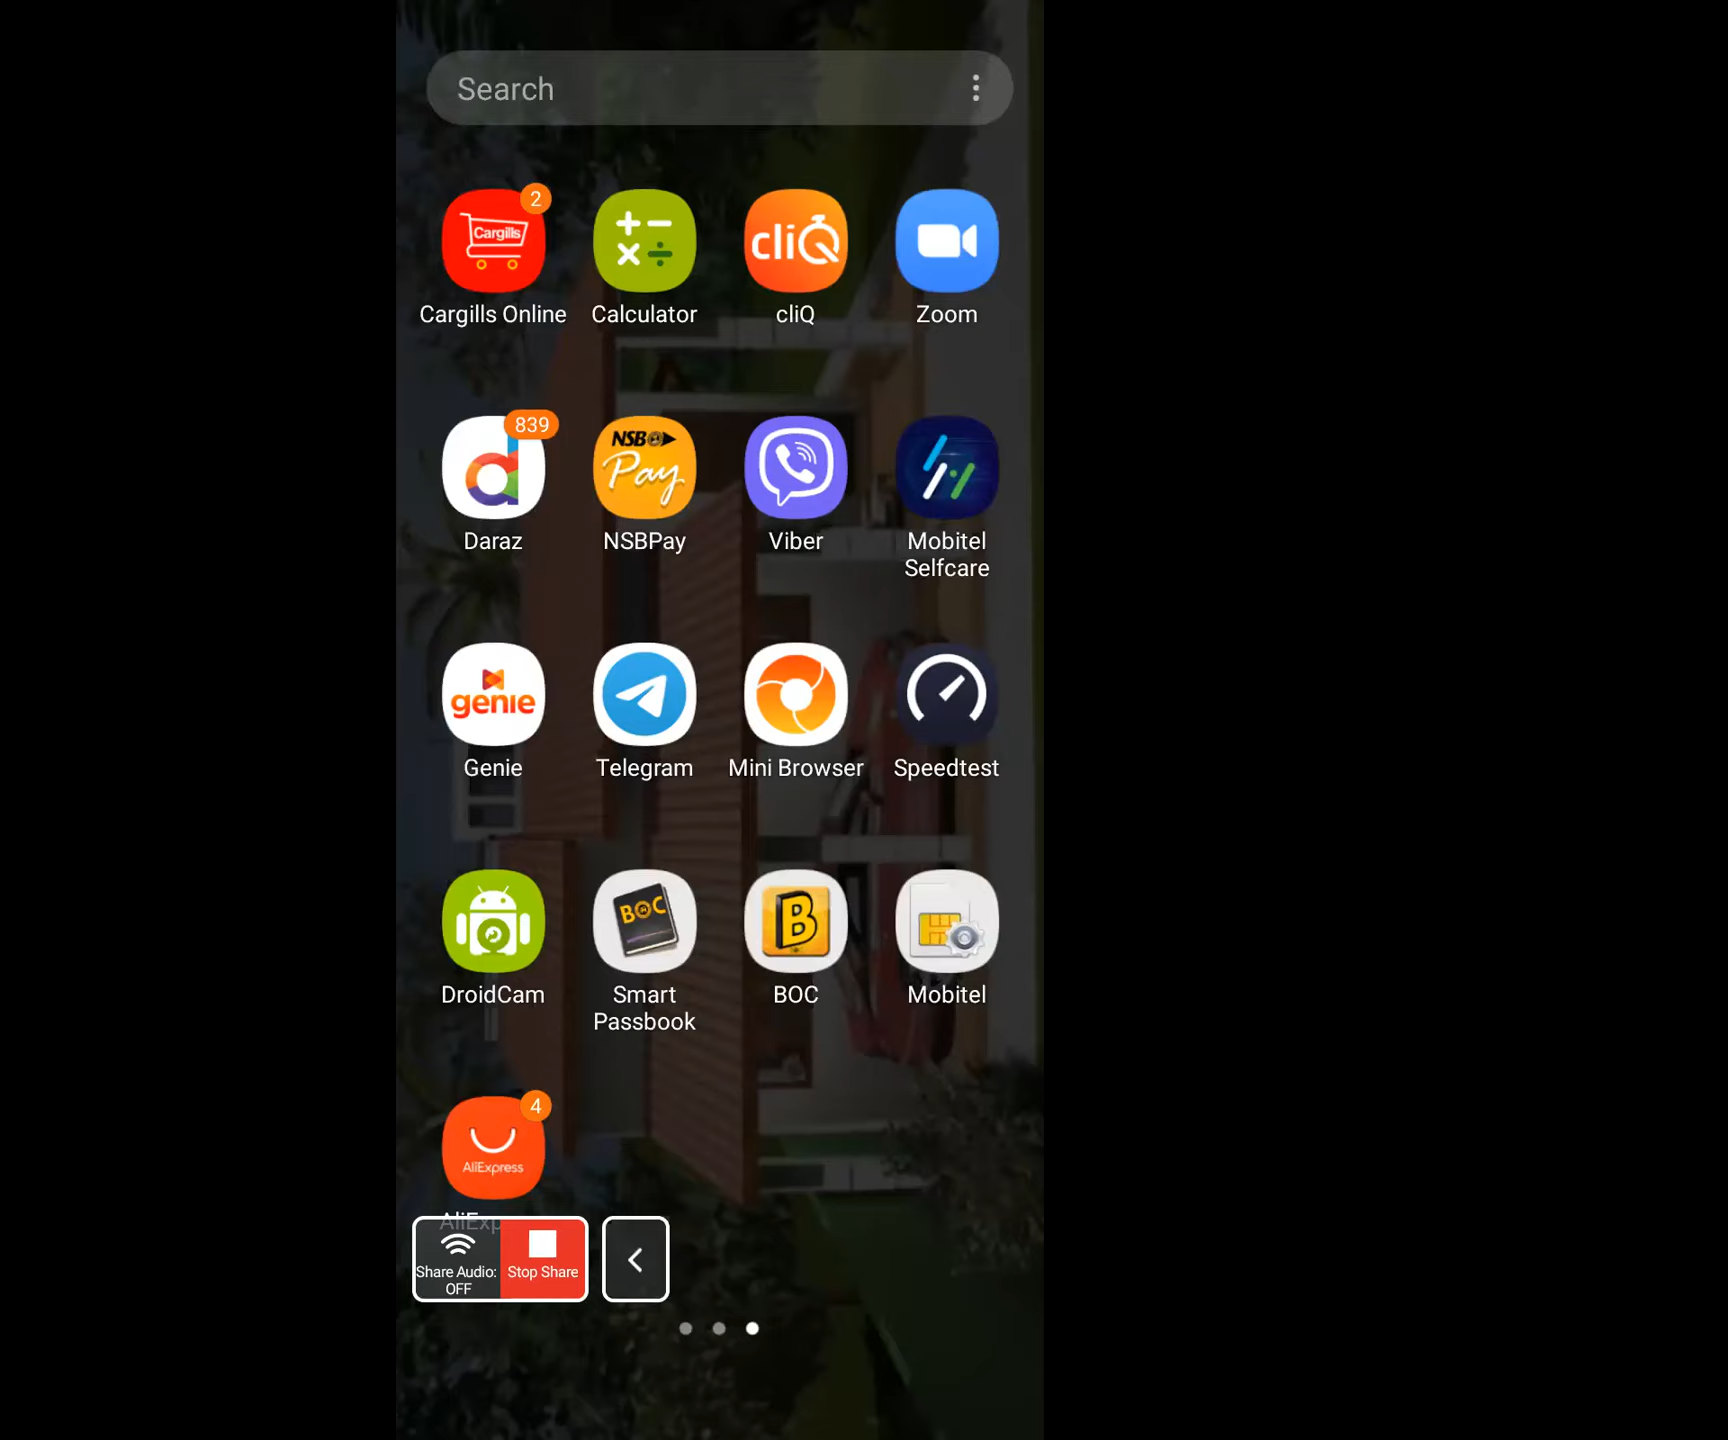 Search
2
Cargills
cliQ
Cargills Online
Calculator
cliQ
Zoom
839
NSB
Pay
Daraz
NSBPay
Viber
Mobitel
Selfcare
genie
Genie
Telegram
Mini Browser
Speedtest
BOC
B
DroidCam
Smart
Passbook
BOC
Mobitel
4
AliExpress
AliExp
Share Audio:
OFF
Stop Share